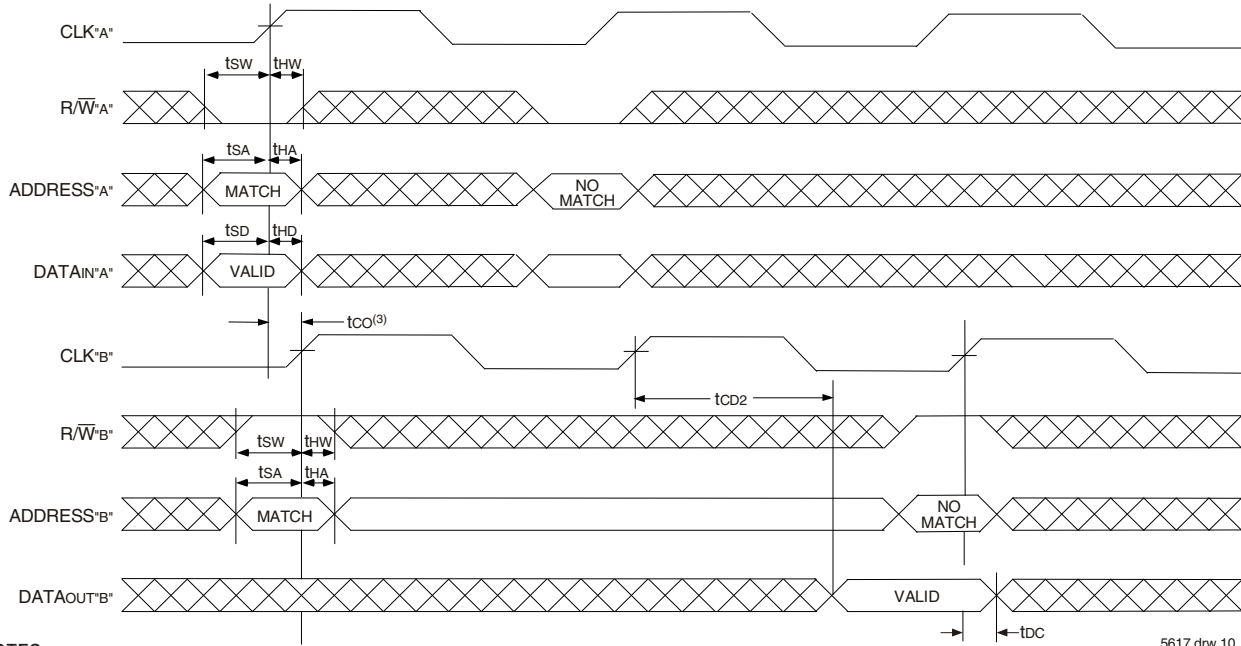 CLK"A"
tSW tHW
R/W"A"
tSA tHA
ADDRESS"A" MATCH NO MATCH
tSD tHD
DATAIN"A" VALID
tCO(3)
CLK"B"
tCD2
R/W"B"
tSW tHW
tSA tHA
ADDRESS"B" MATCH NO MATCH
DATAOUT"B" VALID
tDC
5617 drw 10